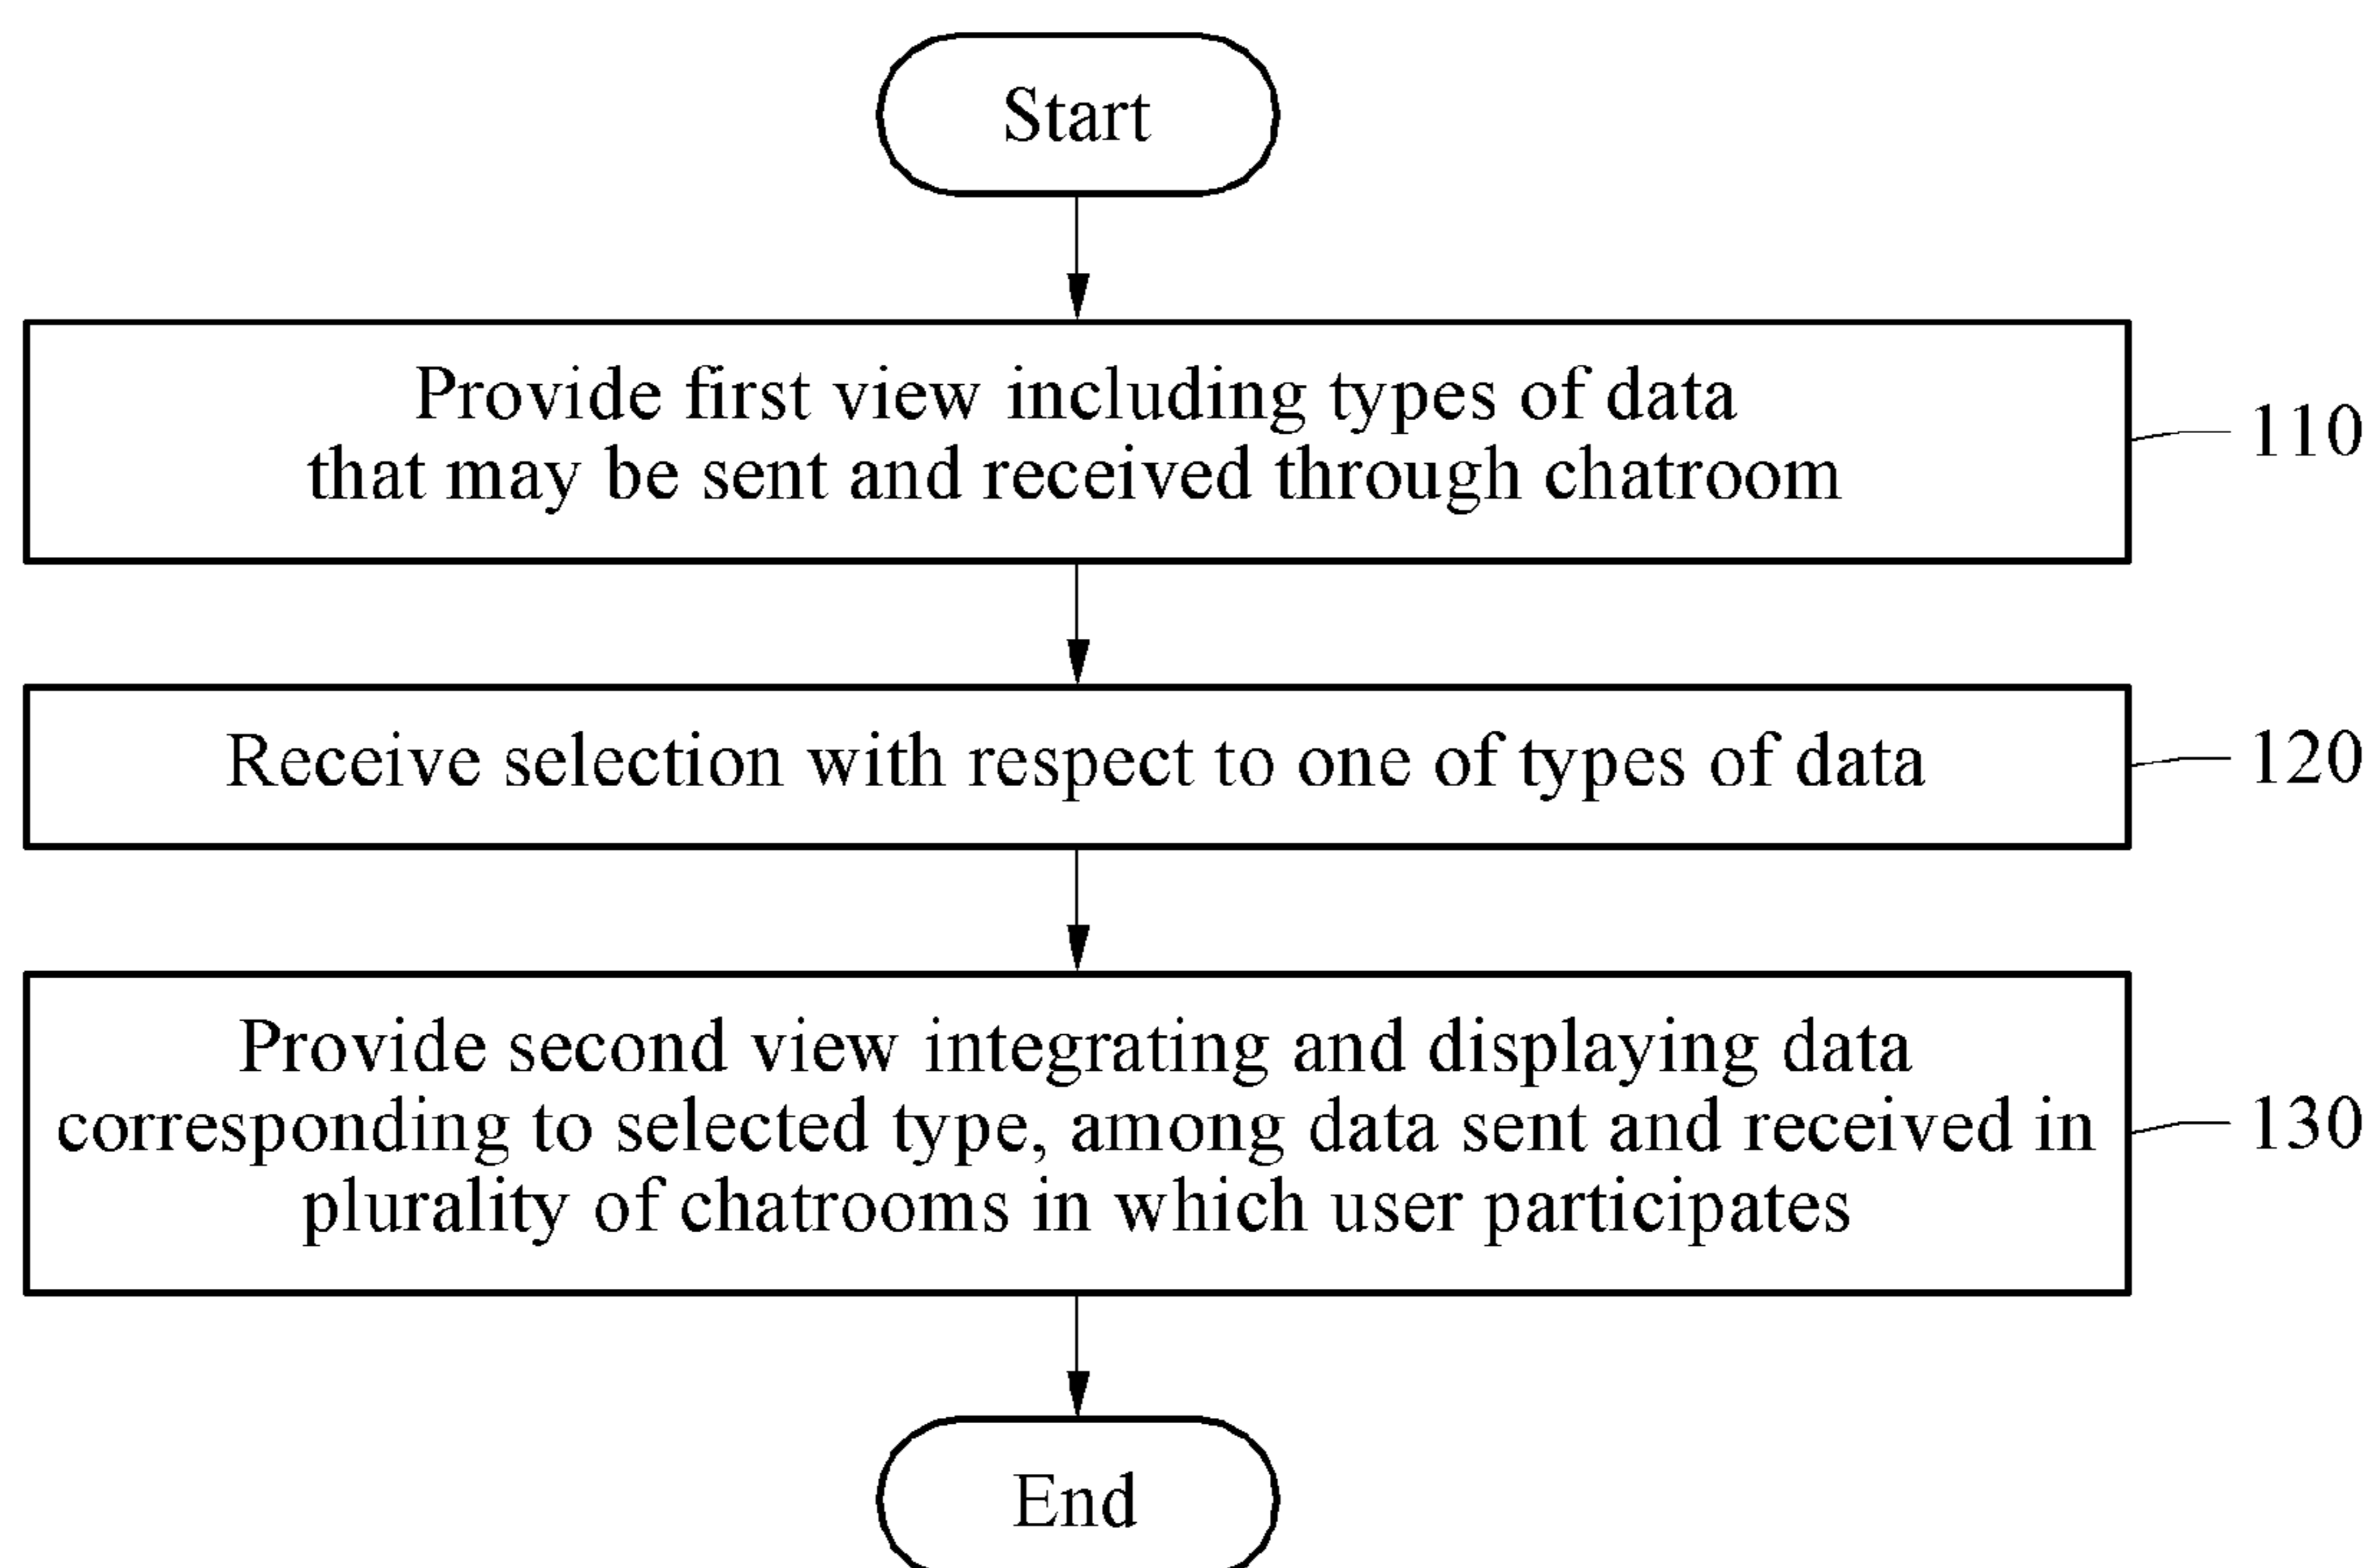 Start
Provide first view including types of data
that may be sent and received through chatroom
110
Receive selection with respect to one of types of data
120
Provide second view integrating and displaying data
corresponding to selected type, among data sent and received in
plurality of chatrooms in which user participates
130
End